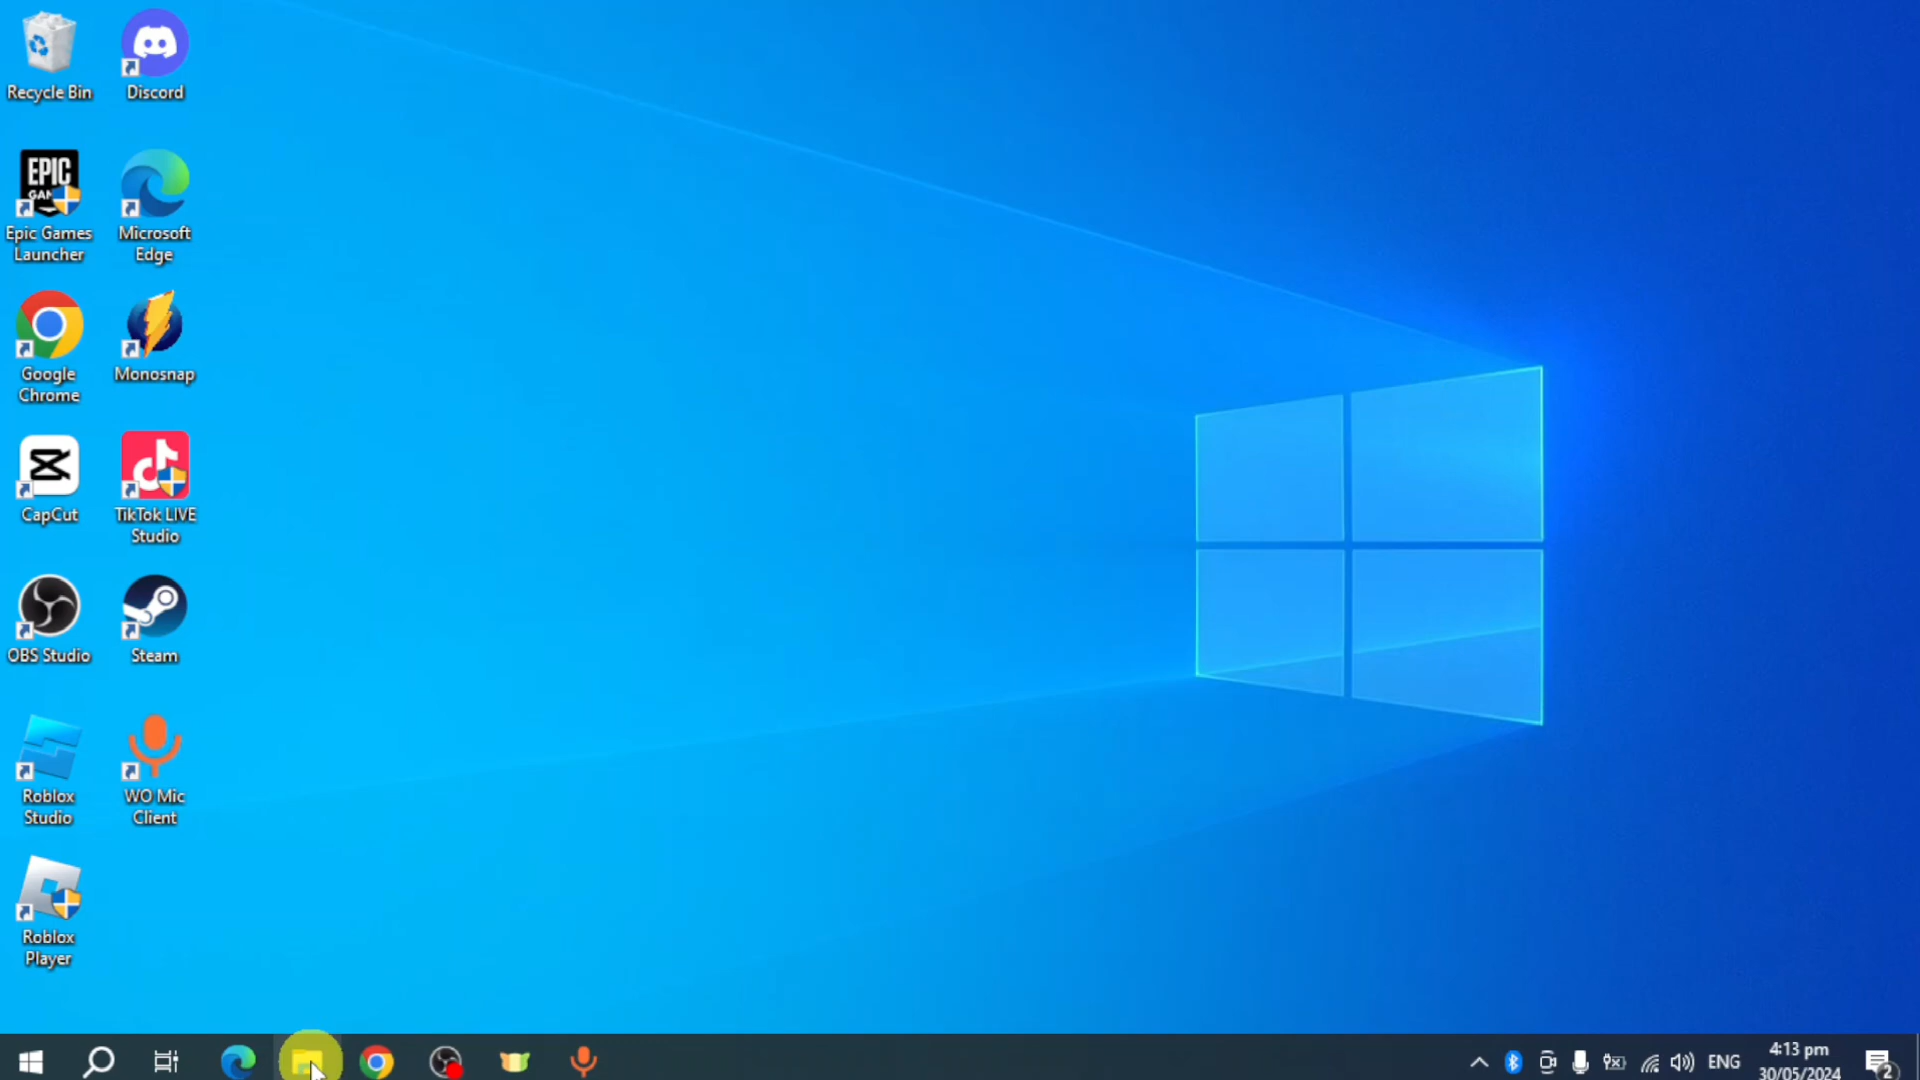 Recycle Bin
Discord
EPIC
Epic Games
Launcher
Microsoft
Edge
Google
Chrome
Monosnap
CapCut
TikTok LIVE
Studio
OBS Studio
Steam
Roblox
Studio
WO Mic
Client
Roblox
Player
ENG
4:13 pm
30/05/2024
2